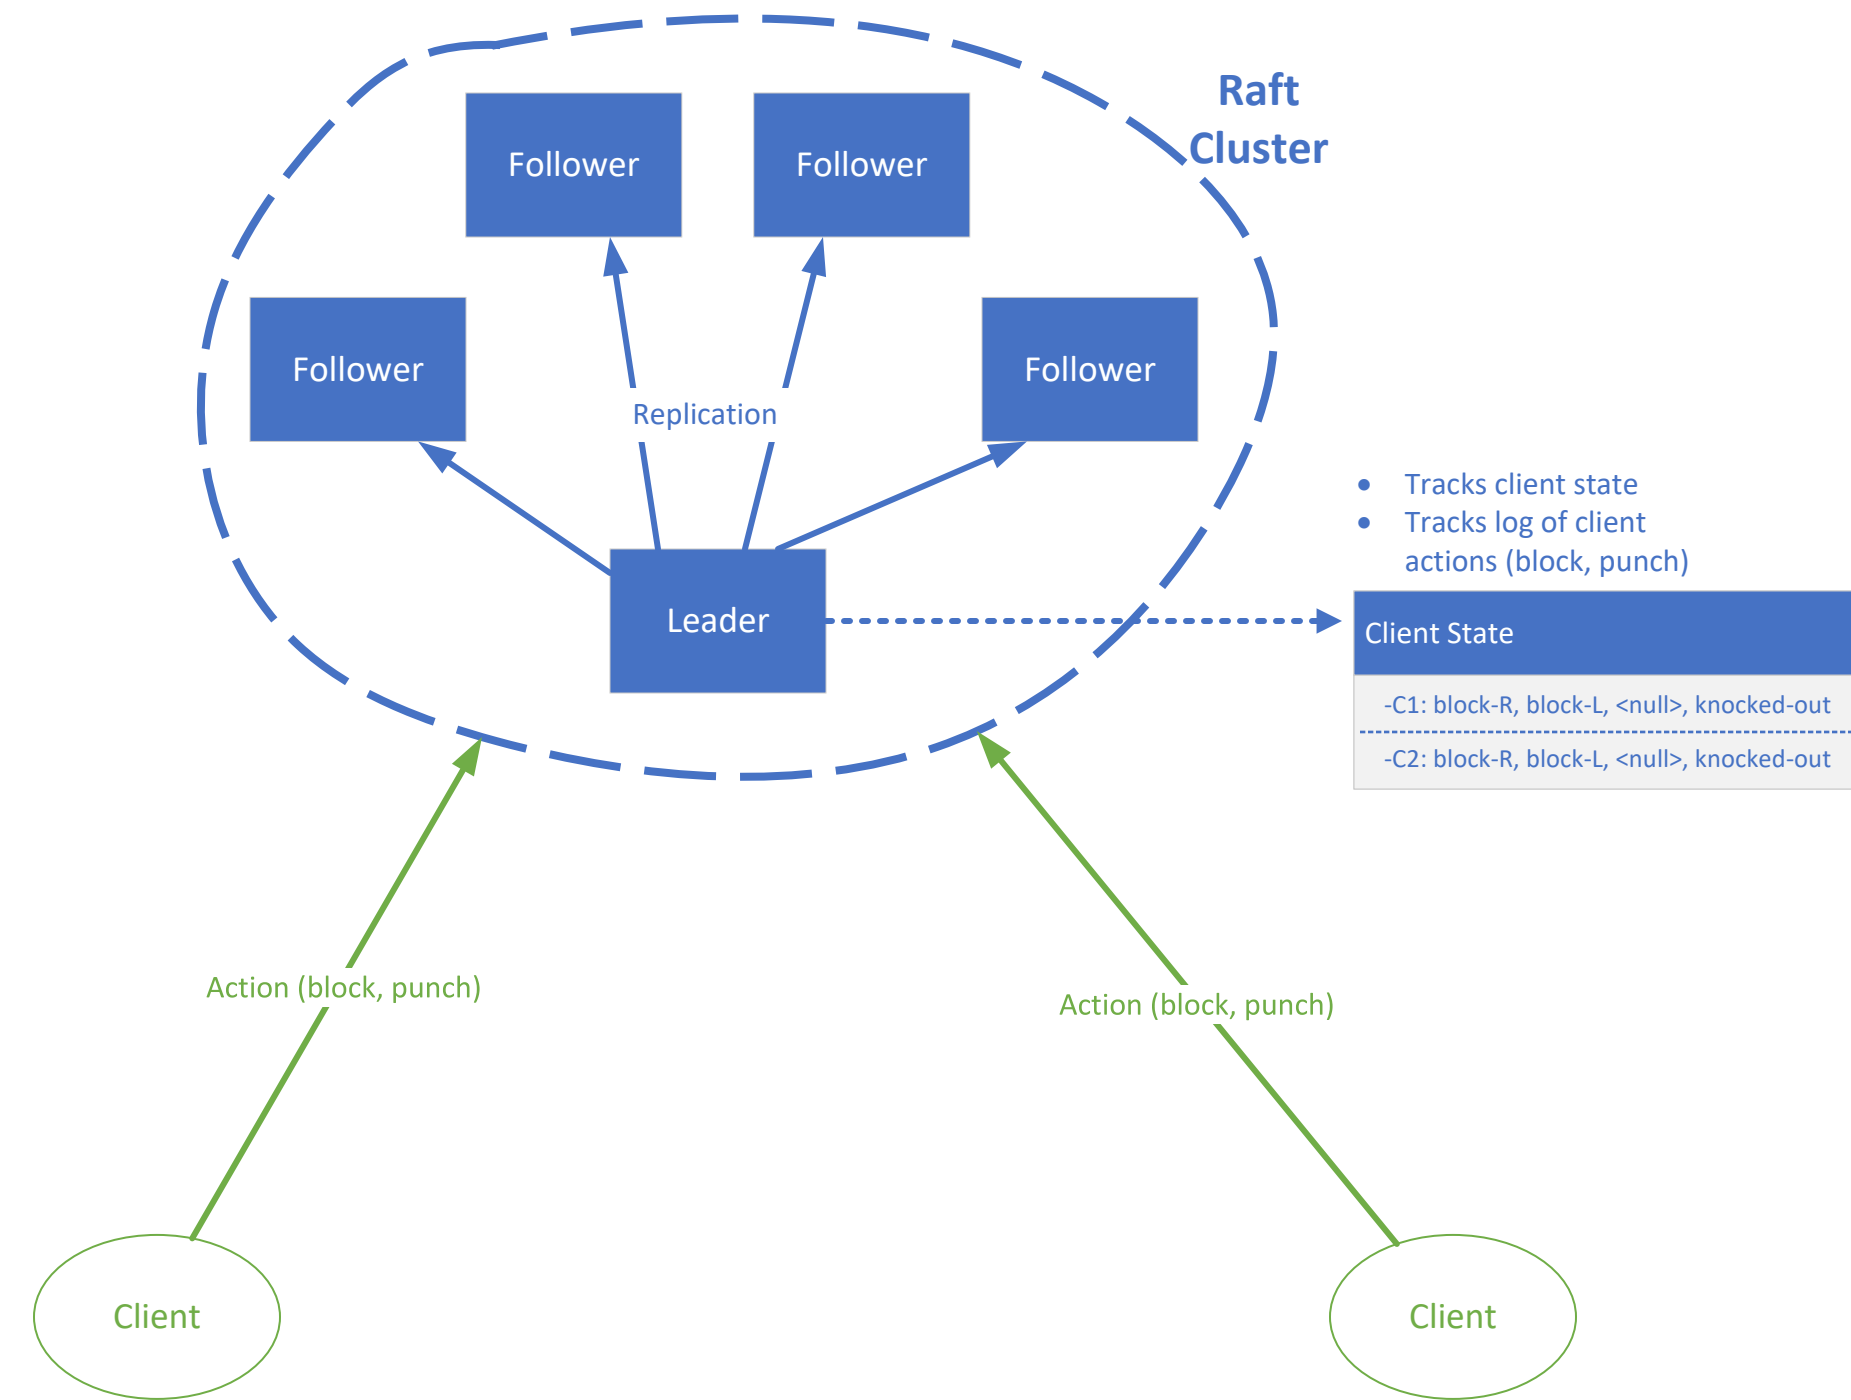 Raft
Cluster
Follower
Follower
Follower
Follower
Replication
Leader
• Tracks client state
• Tracks log of client
actions (block, punch)
Client State
-C1: block-R, block-L, <null>, knocked-out
-C2: block-R, block-L, <null>, knocked-out
Action (block, punch)
Action (block, punch)
Client
Client